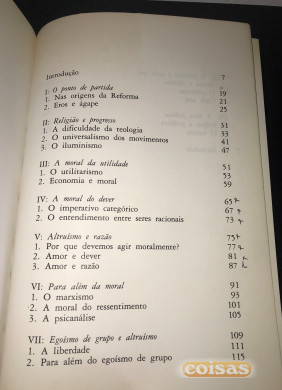 Introdução 7
I: O ponto de partida 19
1. Nas origens da Reforma 21
2. Eros e ágape 25
II: Religião e progresso 31
1. A dificuldade da teologia 33
2. O universalismo dos movimentos 41
3. O iluminismo 47
III: A moral da utilidade 51
1. O utilitarismo 53
2. Economia e moral 59
IV: A moral do dever 65
1. O imperativo categórico 67
2. O entendimento entre seres racionais 73
V: Altruísmo e razão 75
1. Por que devemos agir moralmente? 77
2. Amor e dever 81
3. Amor e razão 87
VI: Para além da moral 91
1. O marxismo 93
2. A moral do ressentimento 101
3. A psicanálise 105
VII: Egoísmo de grupo e altruísmo 109
1. A liberdade 111
2. Para além do egoísmo de grupo 115
coisas